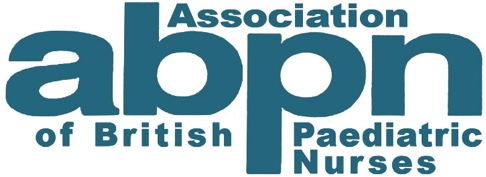 Association
abpn
of British Paediatric
Nurses